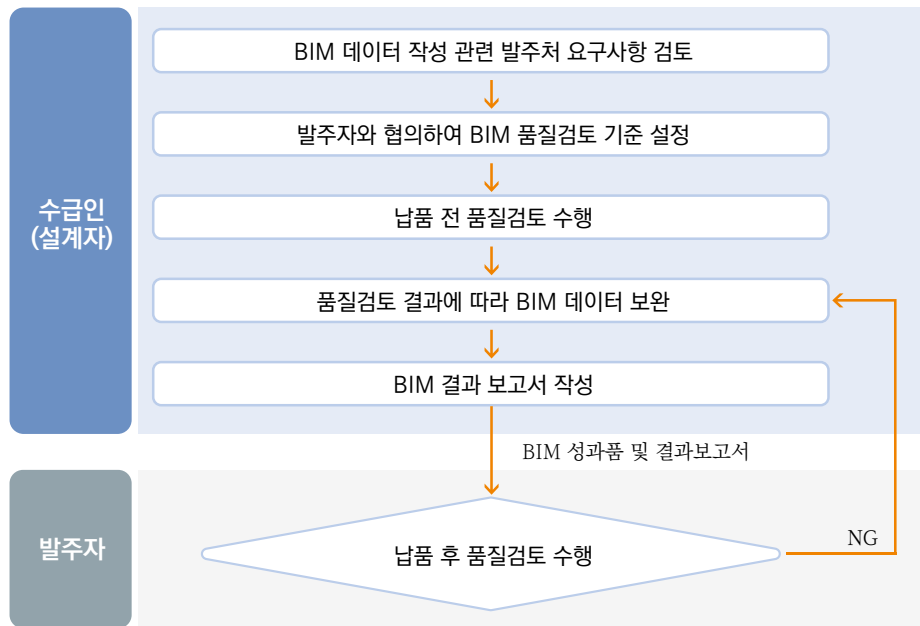 BIM 데이터 작성 관련 발주처 요구사항 검토
발주자와 협의하여 BIM 품질검토 기준 설정
수급인
(설계자)
납품 전 품질검토 수행
품질검토 결과에 따라 BIM 데이터 보완
BIM 결과 보고서 작성
BIM 성과품 및 결과보고서
발주자
납품 후 품질검토 수행
NG